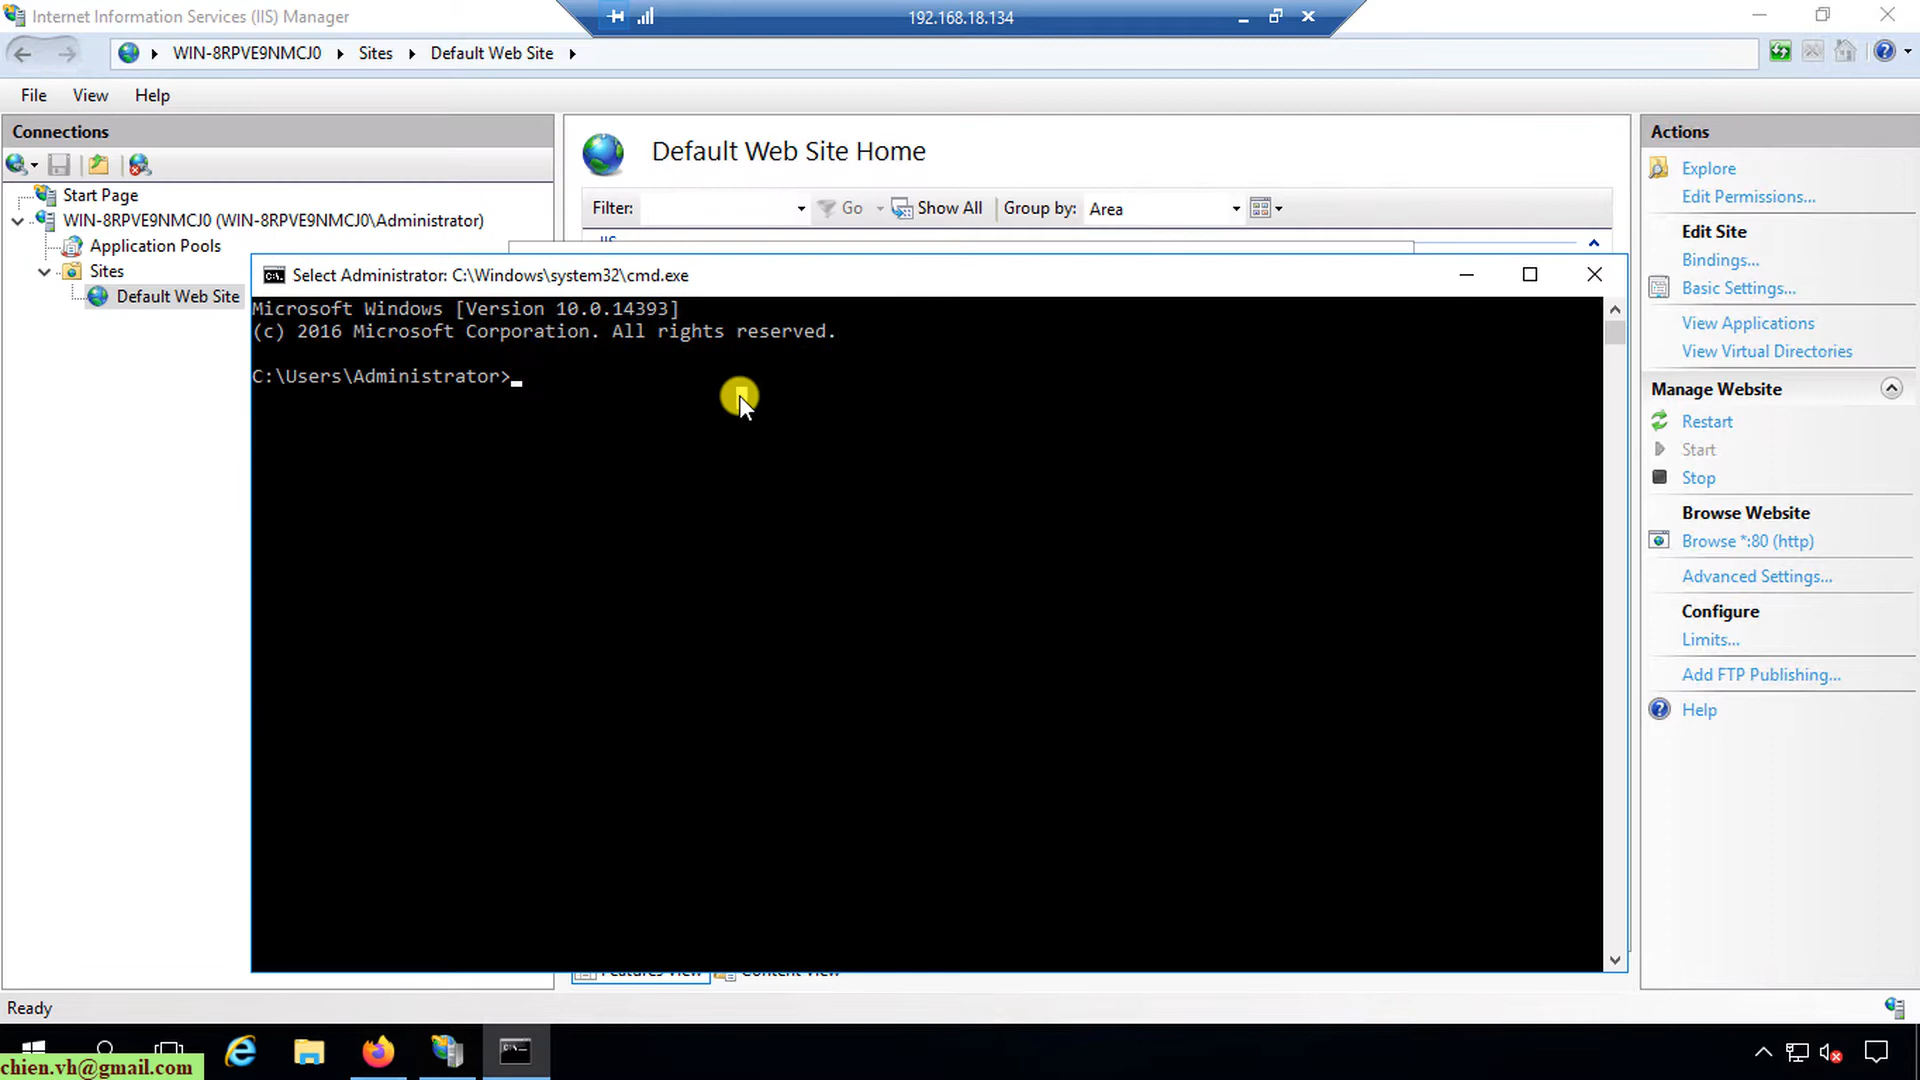 Internet Information Services (IIS) Manager
192.168.18.134
WIN-8RPVE9NMCJ0 Sites Default Web Site
File View Help
Connections
Start Page
WIN-8RPVE9NMCJ0 (WIN-8RPVE9NMCJ0\Administrator)
Application Pools
Sites
Default Web Site
Default Web Site Home
Filter: Go Show All Group by: Area
IIS
Select Administrator: C:\Windows\system32\cmd.exe
Microsoft Windows [Version 10.0.14393]
(c) 2016 Microsoft Corporation. All rights reserved.
C:\Users\Administrator>
Features View Content View
Actions
Explore
Edit Permissions...
Edit Site
Bindings...
Basic Settings...
View Applications
View Virtual Directories
Manage Website
Restart
Start
Stop
Browse Website
Browse *:80 (http)
Advanced Settings...
Configure
Limits...
Add FTP Publishing...
Help
Ready
chien.vh@gmail.com